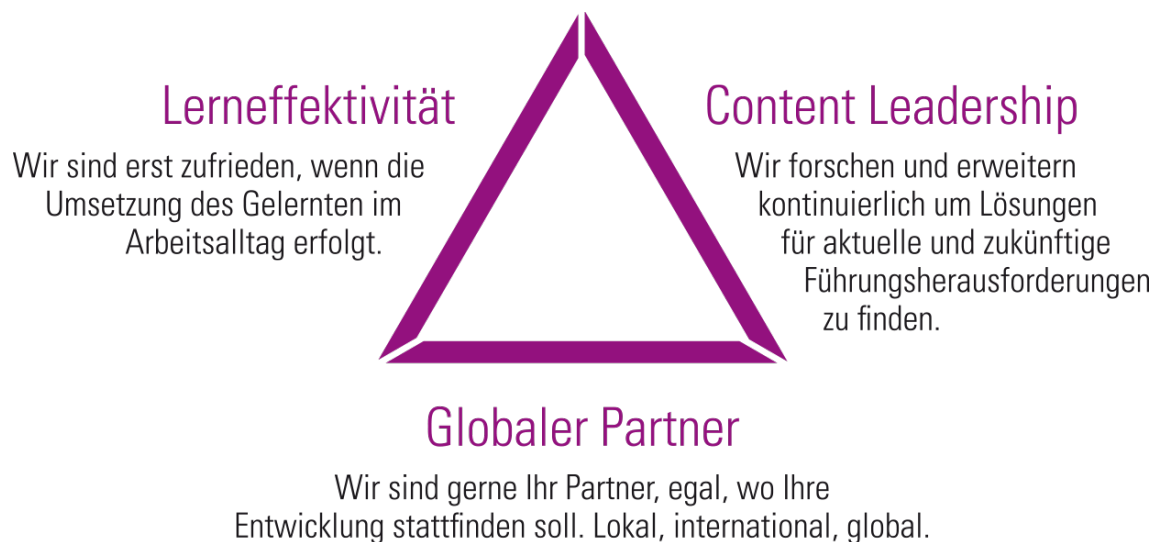 Lerneffektivität
Wir sind erst zufrieden, wenn die
Umsetzung des Gelernten im
Arbeitsalltag erfolgt.
Content Leadership
Wir forschen und erweitern
kontinuierlich um Lösungen
für aktuelle und zukünftige
Führungsherausforderungen
zu finden.
Globaler Partner
Wir sind gerne Ihr Partner, egal, wo Ihre
Entwicklung stattfinden soll. Lokal, international, global.